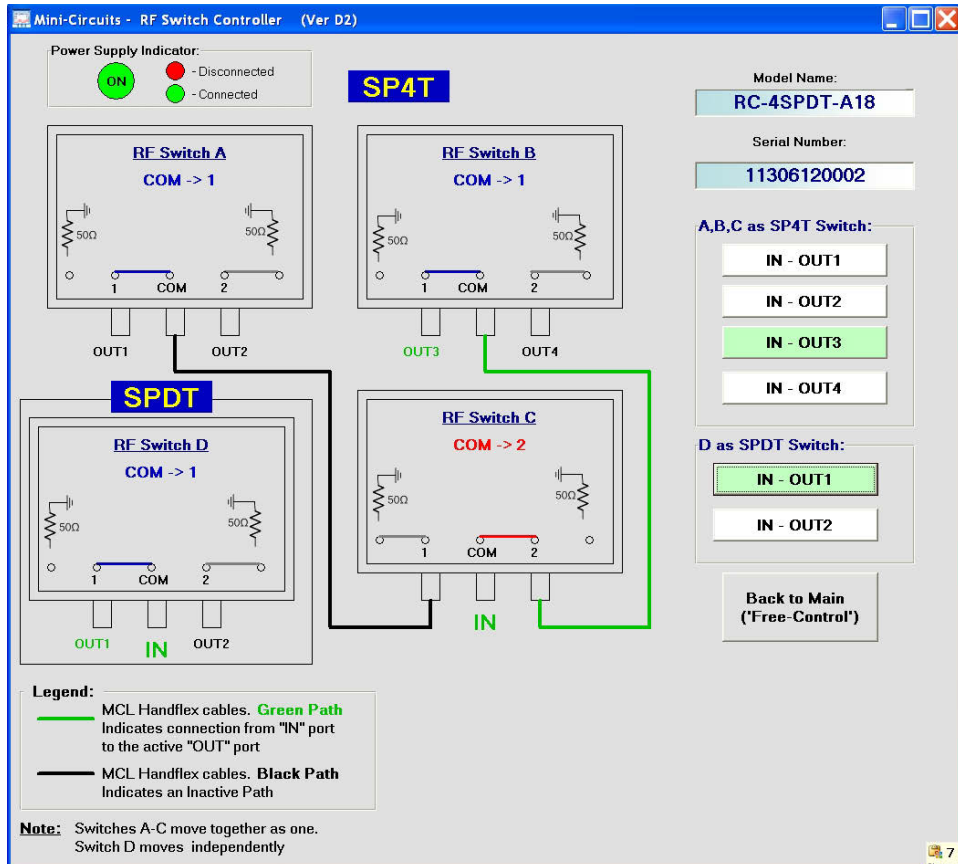 Mini-Circuits - RF Switch Controller (Ver D2)
Power Supply Indicator:
ON
- Disconnected
- Connected
SP4T
Model Name:
RC-4SPDT-A18
Serial Number:
11306120002
RF Switch A
COM -> 1
50Ω
50Ω
1 COM 2
OUT1 OUT2
RF Switch B
COM -> 1
50Ω
50Ω
1 COM 2
OUT3 OUT4
A,B,C as SP4T Switch:
IN - OUT1
IN - OUT2
IN - OUT3
IN - OUT4
SPDT
RF Switch D
COM -> 1
50Ω
50Ω
1 COM 2
OUT1 IN OUT2
RF Switch C
COM -> 2
50Ω
50Ω
1 COM 2
IN
D as SPDT Switch:
IN - OUT1
IN - OUT2
Back to Main
('Free-Control')
Legend:
MCL Handflex cables. Green Path
Indicates connection from "IN" port
to the active "OUT" port
MCL Handflex cables. Black Path
Indicates an Inactive Path
Note: Switches A-C move together as one.
Switch D moves independently
7